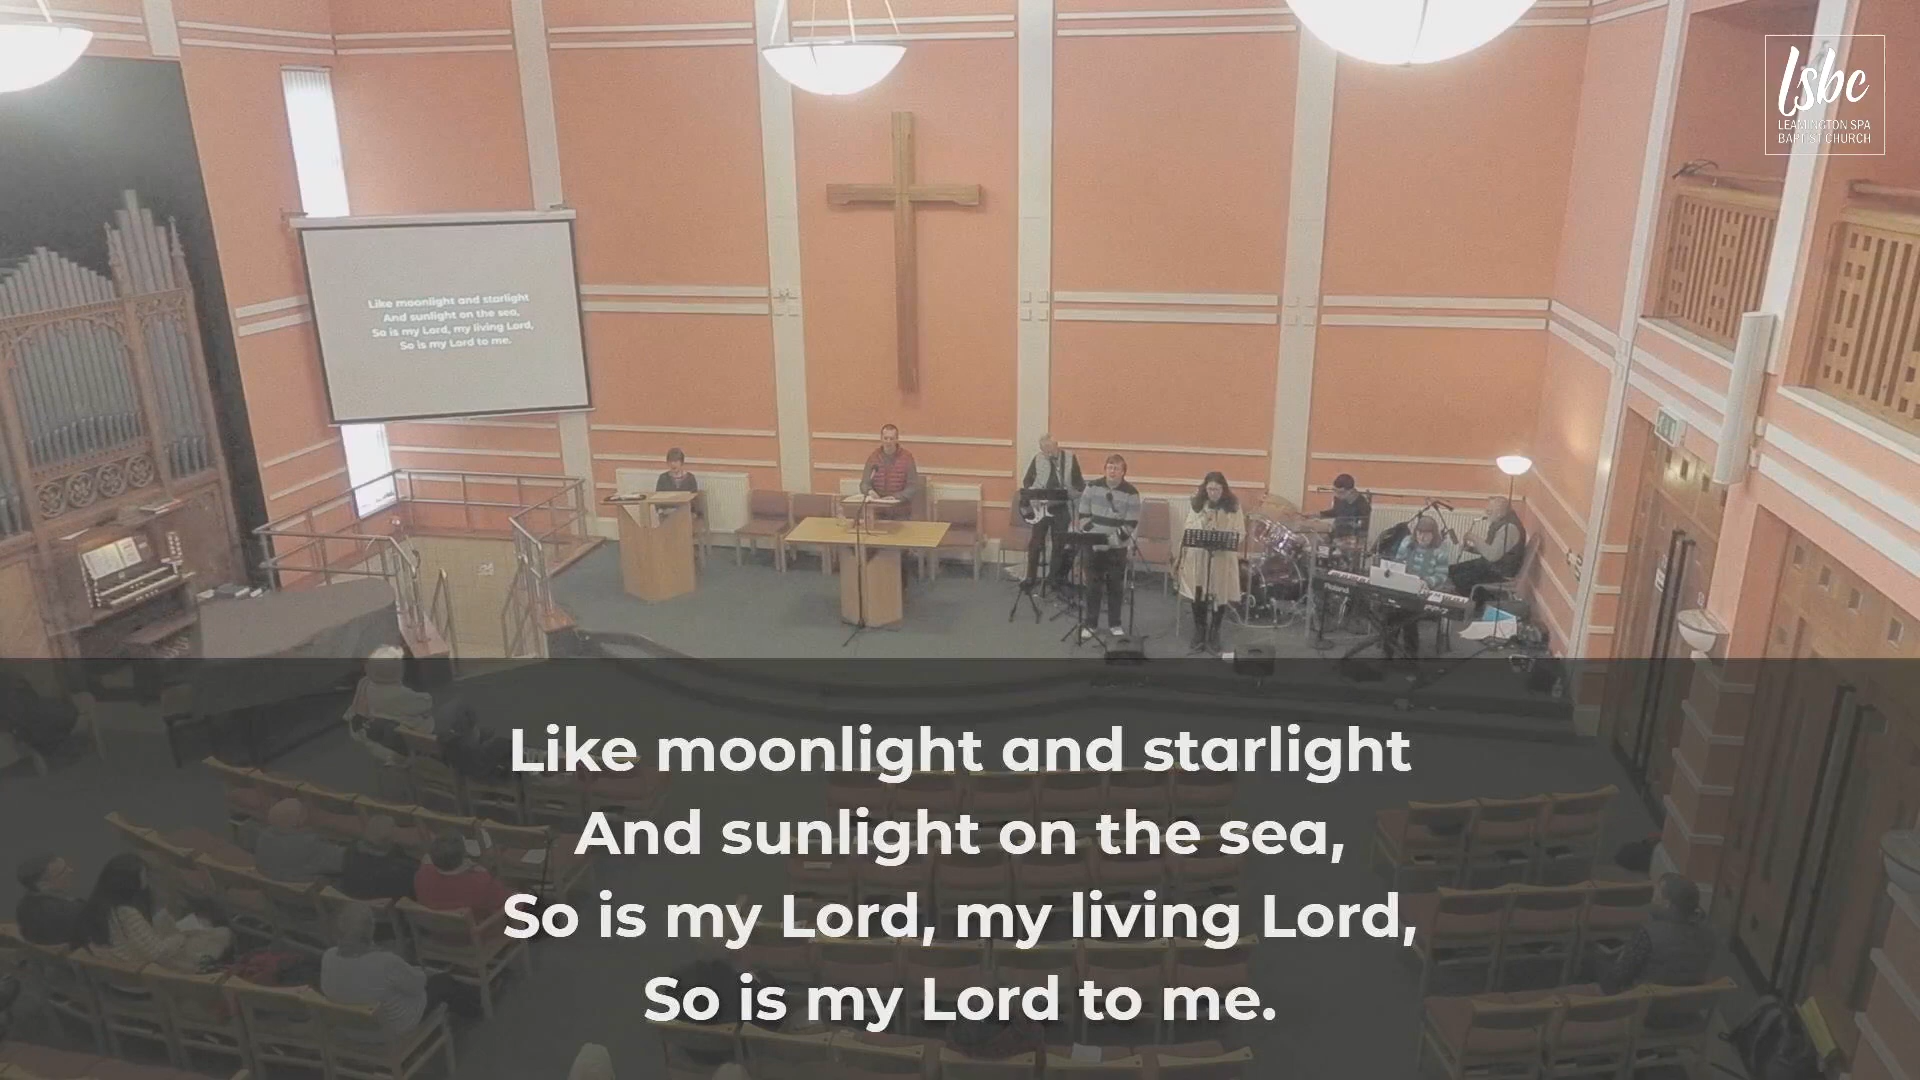 lsbc
LEAMINGTON SPA
BAPTIST CHURCH
Like moonlight and starlight
And sunlight on the sea,
So is my Lord, my living Lord,
So is my Lord to me.
Roland
Like moonlight and starlight
And sunlight on the sea,
So is my Lord, my living Lord,
So is my Lord to me.